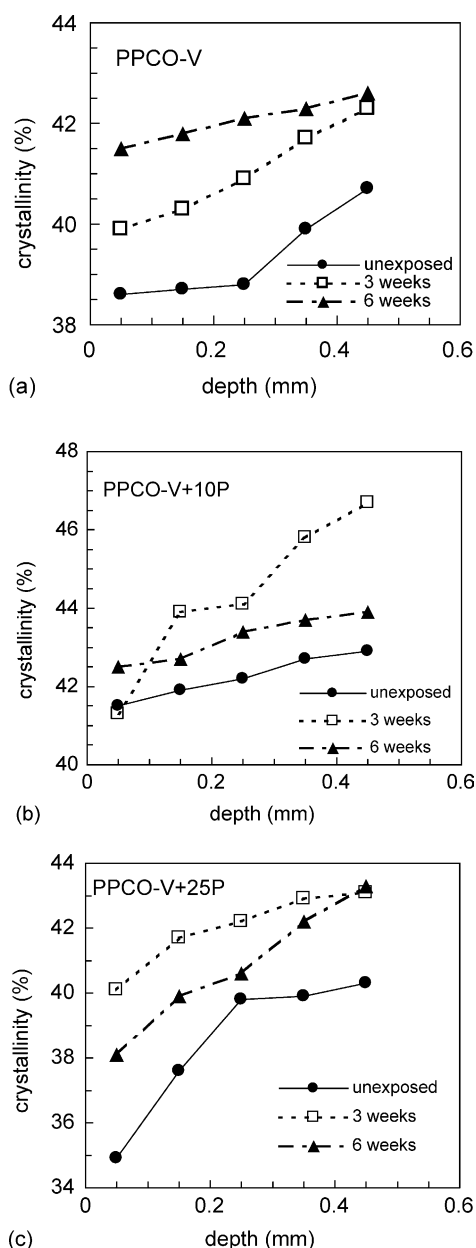 44
PPCO-V
42
crystallinity (%)
40
unexposed
3 weeks
6 weeks
38
0 0.2 0.4 0.6
(a) depth (mm)
48
PPCO-V+10P
46
crystallinity (%)
44
42
unexposed
3 weeks
6 weeks
40
0 0.2 0.4 0.6
(b) depth (mm)
43
PPCO-V+25P
43
crystallinity (%)
40
38
unexposed
35
3 weeks
6 weeks
34
0 0.2 0.4 0.6
(c) depth (mm)